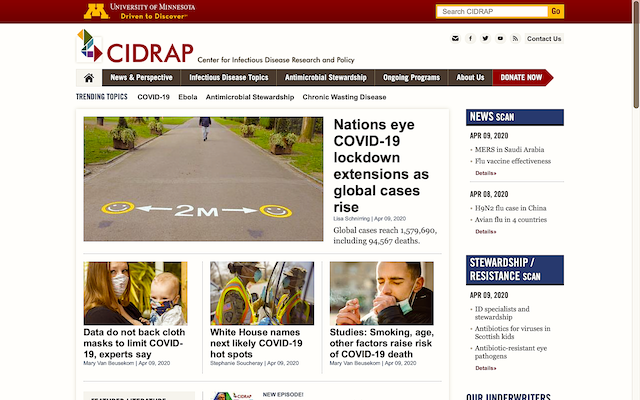 UNIVERSITY OF MINNESOTA
Driven to Discover℠
Search CIDRAP
Go
CIDRAP
Center for Infectious Disease Research and Policy
Contact Us
News & Perspective
Infectious Disease Topics
Antimicrobial Stewardship
Ongoing Programs
About Us
DONATE NOW
TRENDING TOPICS
COVID-19
Ebola
Antimicrobial Stewardship
Chronic Wasting Disease
2M
Nations eye
COVID-19
lockdown
extensions as
global cases
rise
Lisa Schnirring | Apr 09, 2020
Global cases reach 1,579,690,
including 94,567 deaths.
Data do not back cloth
masks to limit COVID-
19, experts say
Mary Van Beusekom | Apr 09, 2020
White House names
next likely COVID-19
hot spots
Stephanie Soucheray | Apr 09, 2020
Studies: Smoking, age,
other factors raise risk
of COVID-19 death
Mary Van Beusekom | Apr 09, 2020
FEATURED LITERATURE
CIDRAP
NEW EPISODE!
NEWS SCAN
APR 09, 2020
MERS in Saudi Arabia
Flu vaccine effectiveness
Details»
APR 08, 2020
H9N2 flu case in China
Avian flu in 4 countries
Details»
STEWARDSHIP /
RESISTANCE SCAN
APR 09, 2020
ID specialists and
stewardship
Antibiotics for viruses in
Scottish kids
Antibiotic-resistant eye
pathogens
Details»
OUR UNDERWRITERS